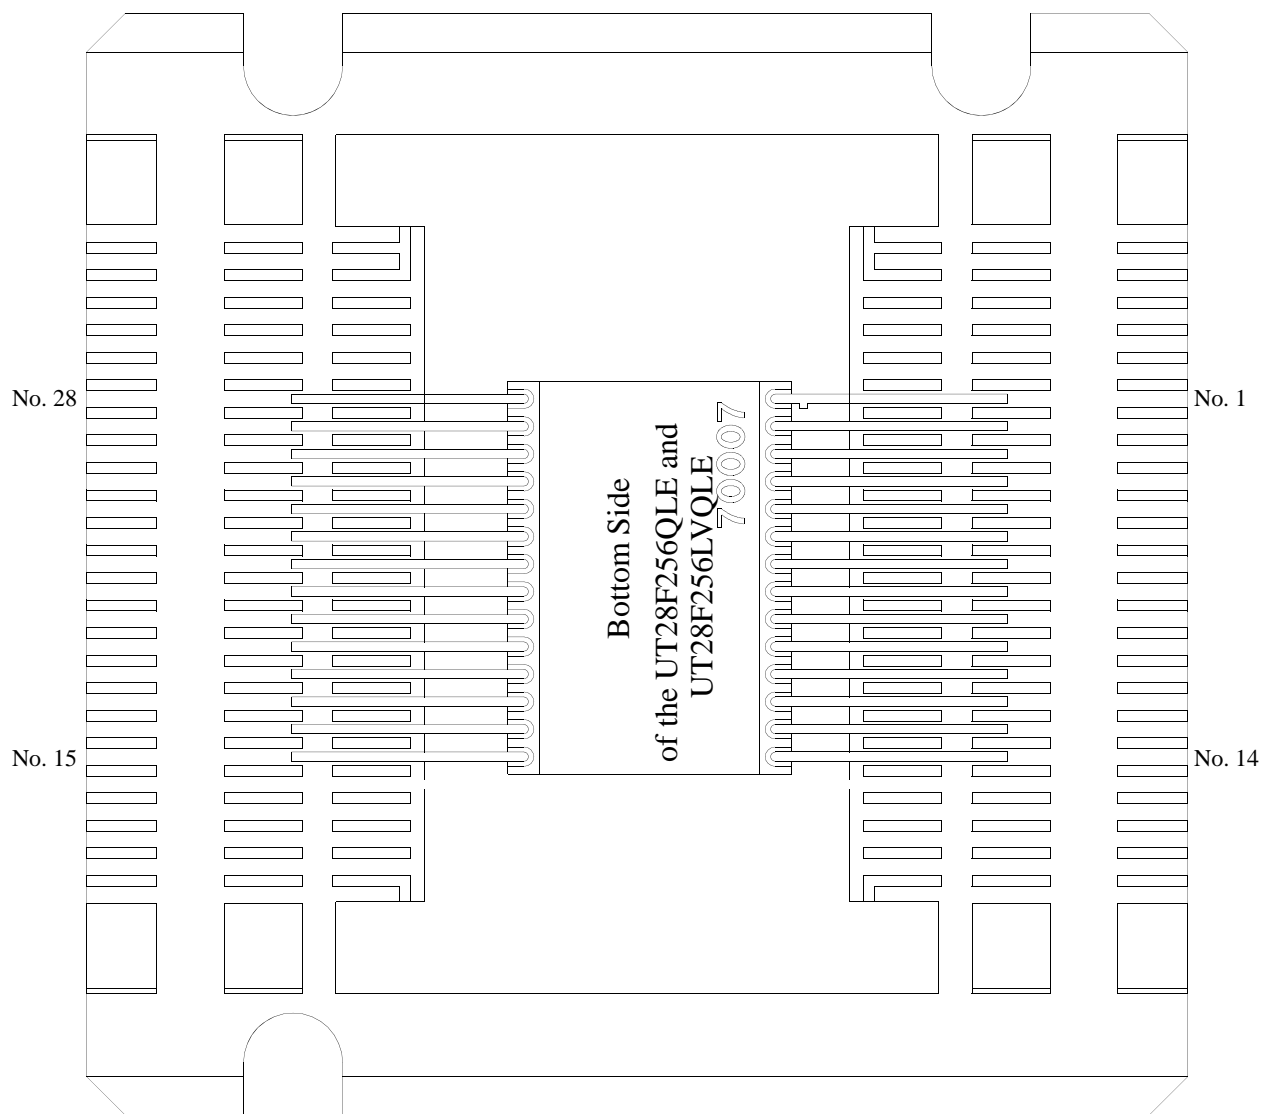 No. 28
No. 1
Bottom Side
of the UT28F256QLE and
UT28F256LVQLE
70007
No. 15
No. 14